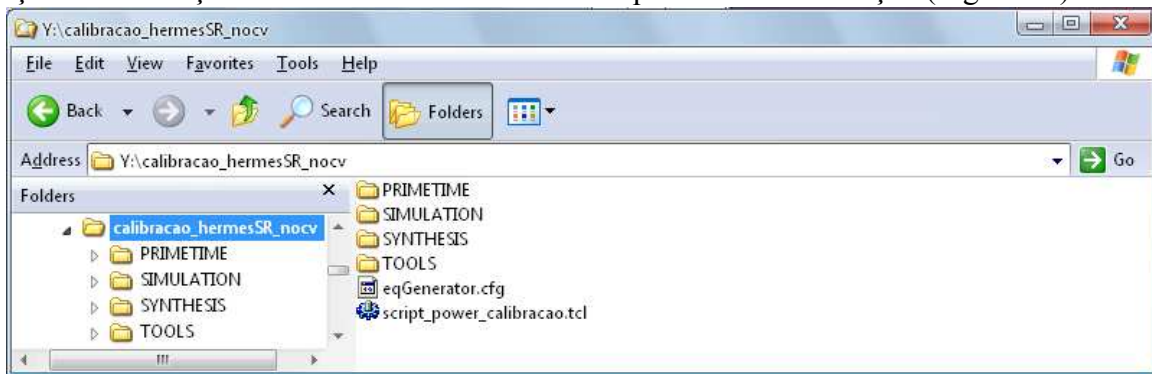 Y:\calibracao_hermesSR_nocv
File Edit View Favorites Tools Help
Back Search Folders
Address Y:\calibracao_hermesSR_nocv Go
Folders
calibracao_hermesSR_nocv
PRIMETIME
SIMULATION
SYNTHESIS
TOOLS
PRIMETIME
SIMULATION
SYNTHESIS
TOOLS
eqGenerator.cfg
script_power_calibracao.tcl